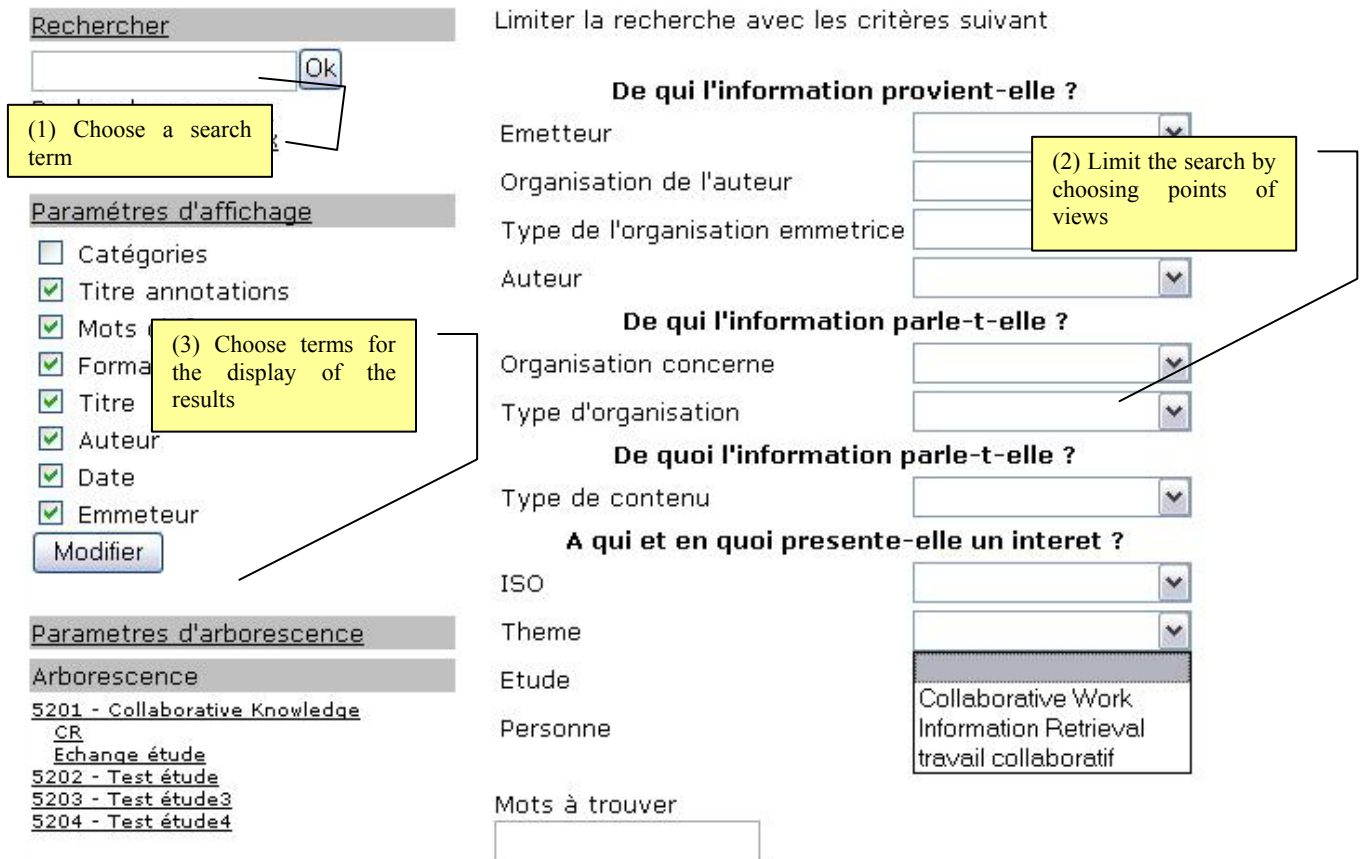 Rechercher
Ok
(1) Choose a search
term
Paramétres d'affichage
Catégories
Titre annotations
Mots
Forma
Titre
Auteur
Date
Emmeteur
Modifier
(3) Choose terms for
the display of the
results
Parametres d'arborescence
Arborescence
5201 - Collaborative Knowledge
CR
Echange étude
5202 - Test étude
5203 - Test étude3
5204 - Test étude4
Limiter la recherche avec les critères suivant
De qui l'information provient-elle ?
Emetteur
Organisation de l'auteur
Type de l'organisation emmetrice
Auteur
(2) Limit the search by
choosing points of
views
De qui l'information parle-t-elle ?
Organisation concerne
Type d'organisation
De quoi l'information parle-t-elle ?
Type de contenu
A qui et en quoi presente-elle un interet ?
ISO
Theme
Etude
Personne
Collaborative Work
Information Retrieval
travail collaboratif
Mots à trouver